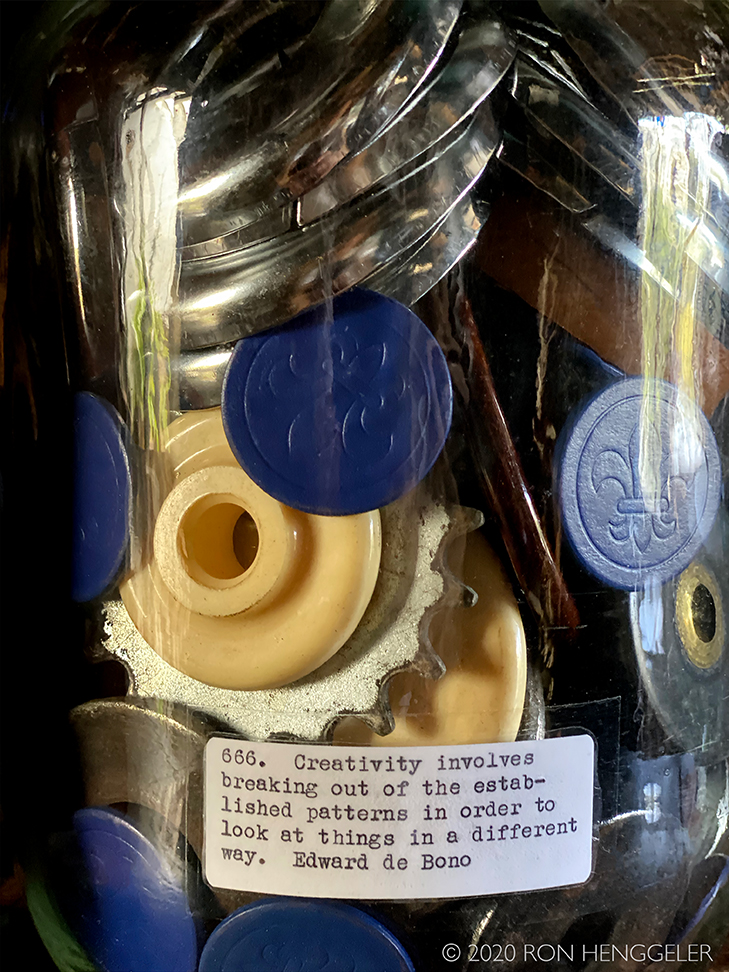 666.  Creativity involves
breaking out of the estab-
lished patterns in order to
look at things in a different
way.  Edward de Bono
© 2020 RON HENGGELER